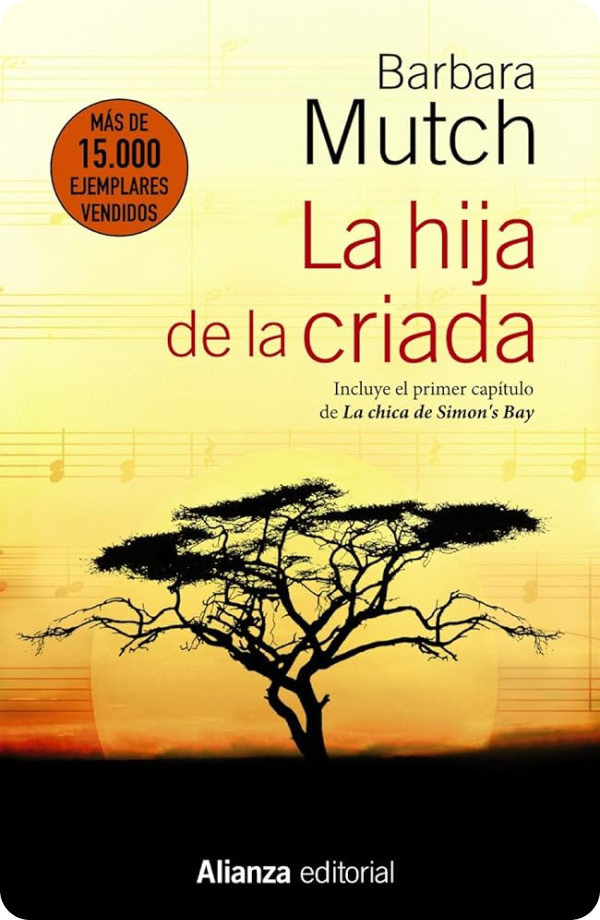 Barbara
Mutch
MÁS DE
15.000
EJEMPLARES
VENDIDOS
La hija
de la criada
Incluye el primer capítulo
de La chica de Simon's Bay
Alianza editorial